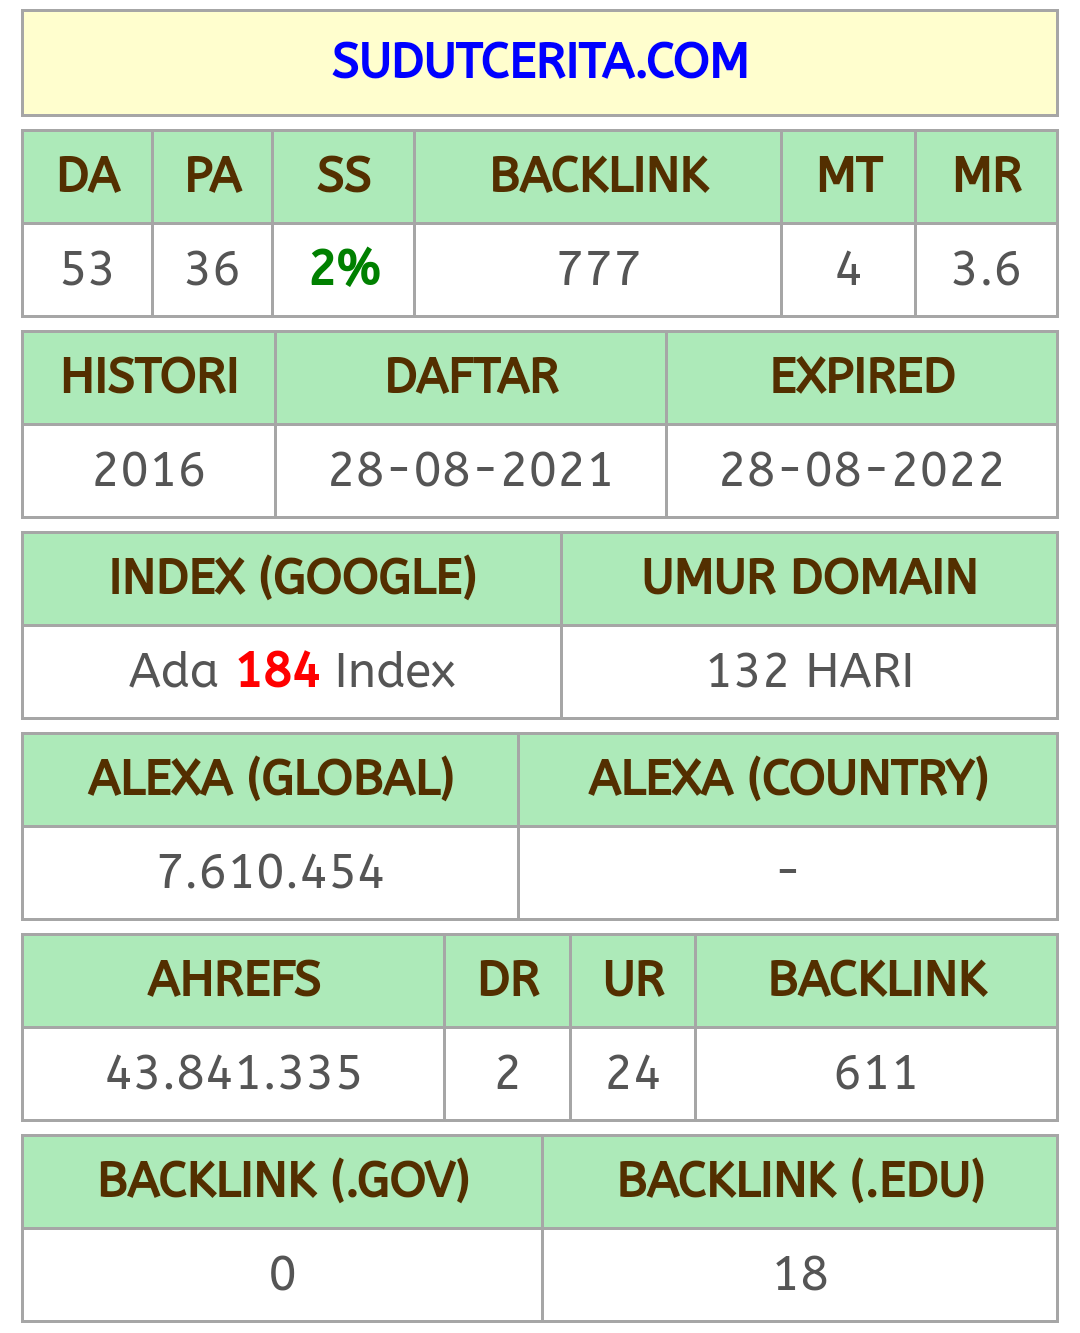 SUDUTCERITA.COM
DA PA SS BACKLINK MT MR
53 36 2% 777 4 3.6
HISTORI DAFTAR EXPIRED
2016 28-08-2021 28-08-2022
INDEX (GOOGLE) UMUR DOMAIN
Ada 184 Index 132 HARI
ALEXA (GLOBAL) ALEXA (COUNTRY)
7.610.454 -
AHREFS DR UR BACKLINK
43.841.335 2 24 611
BACKLINK (.GOV) BACKLINK (.EDU)
0 18